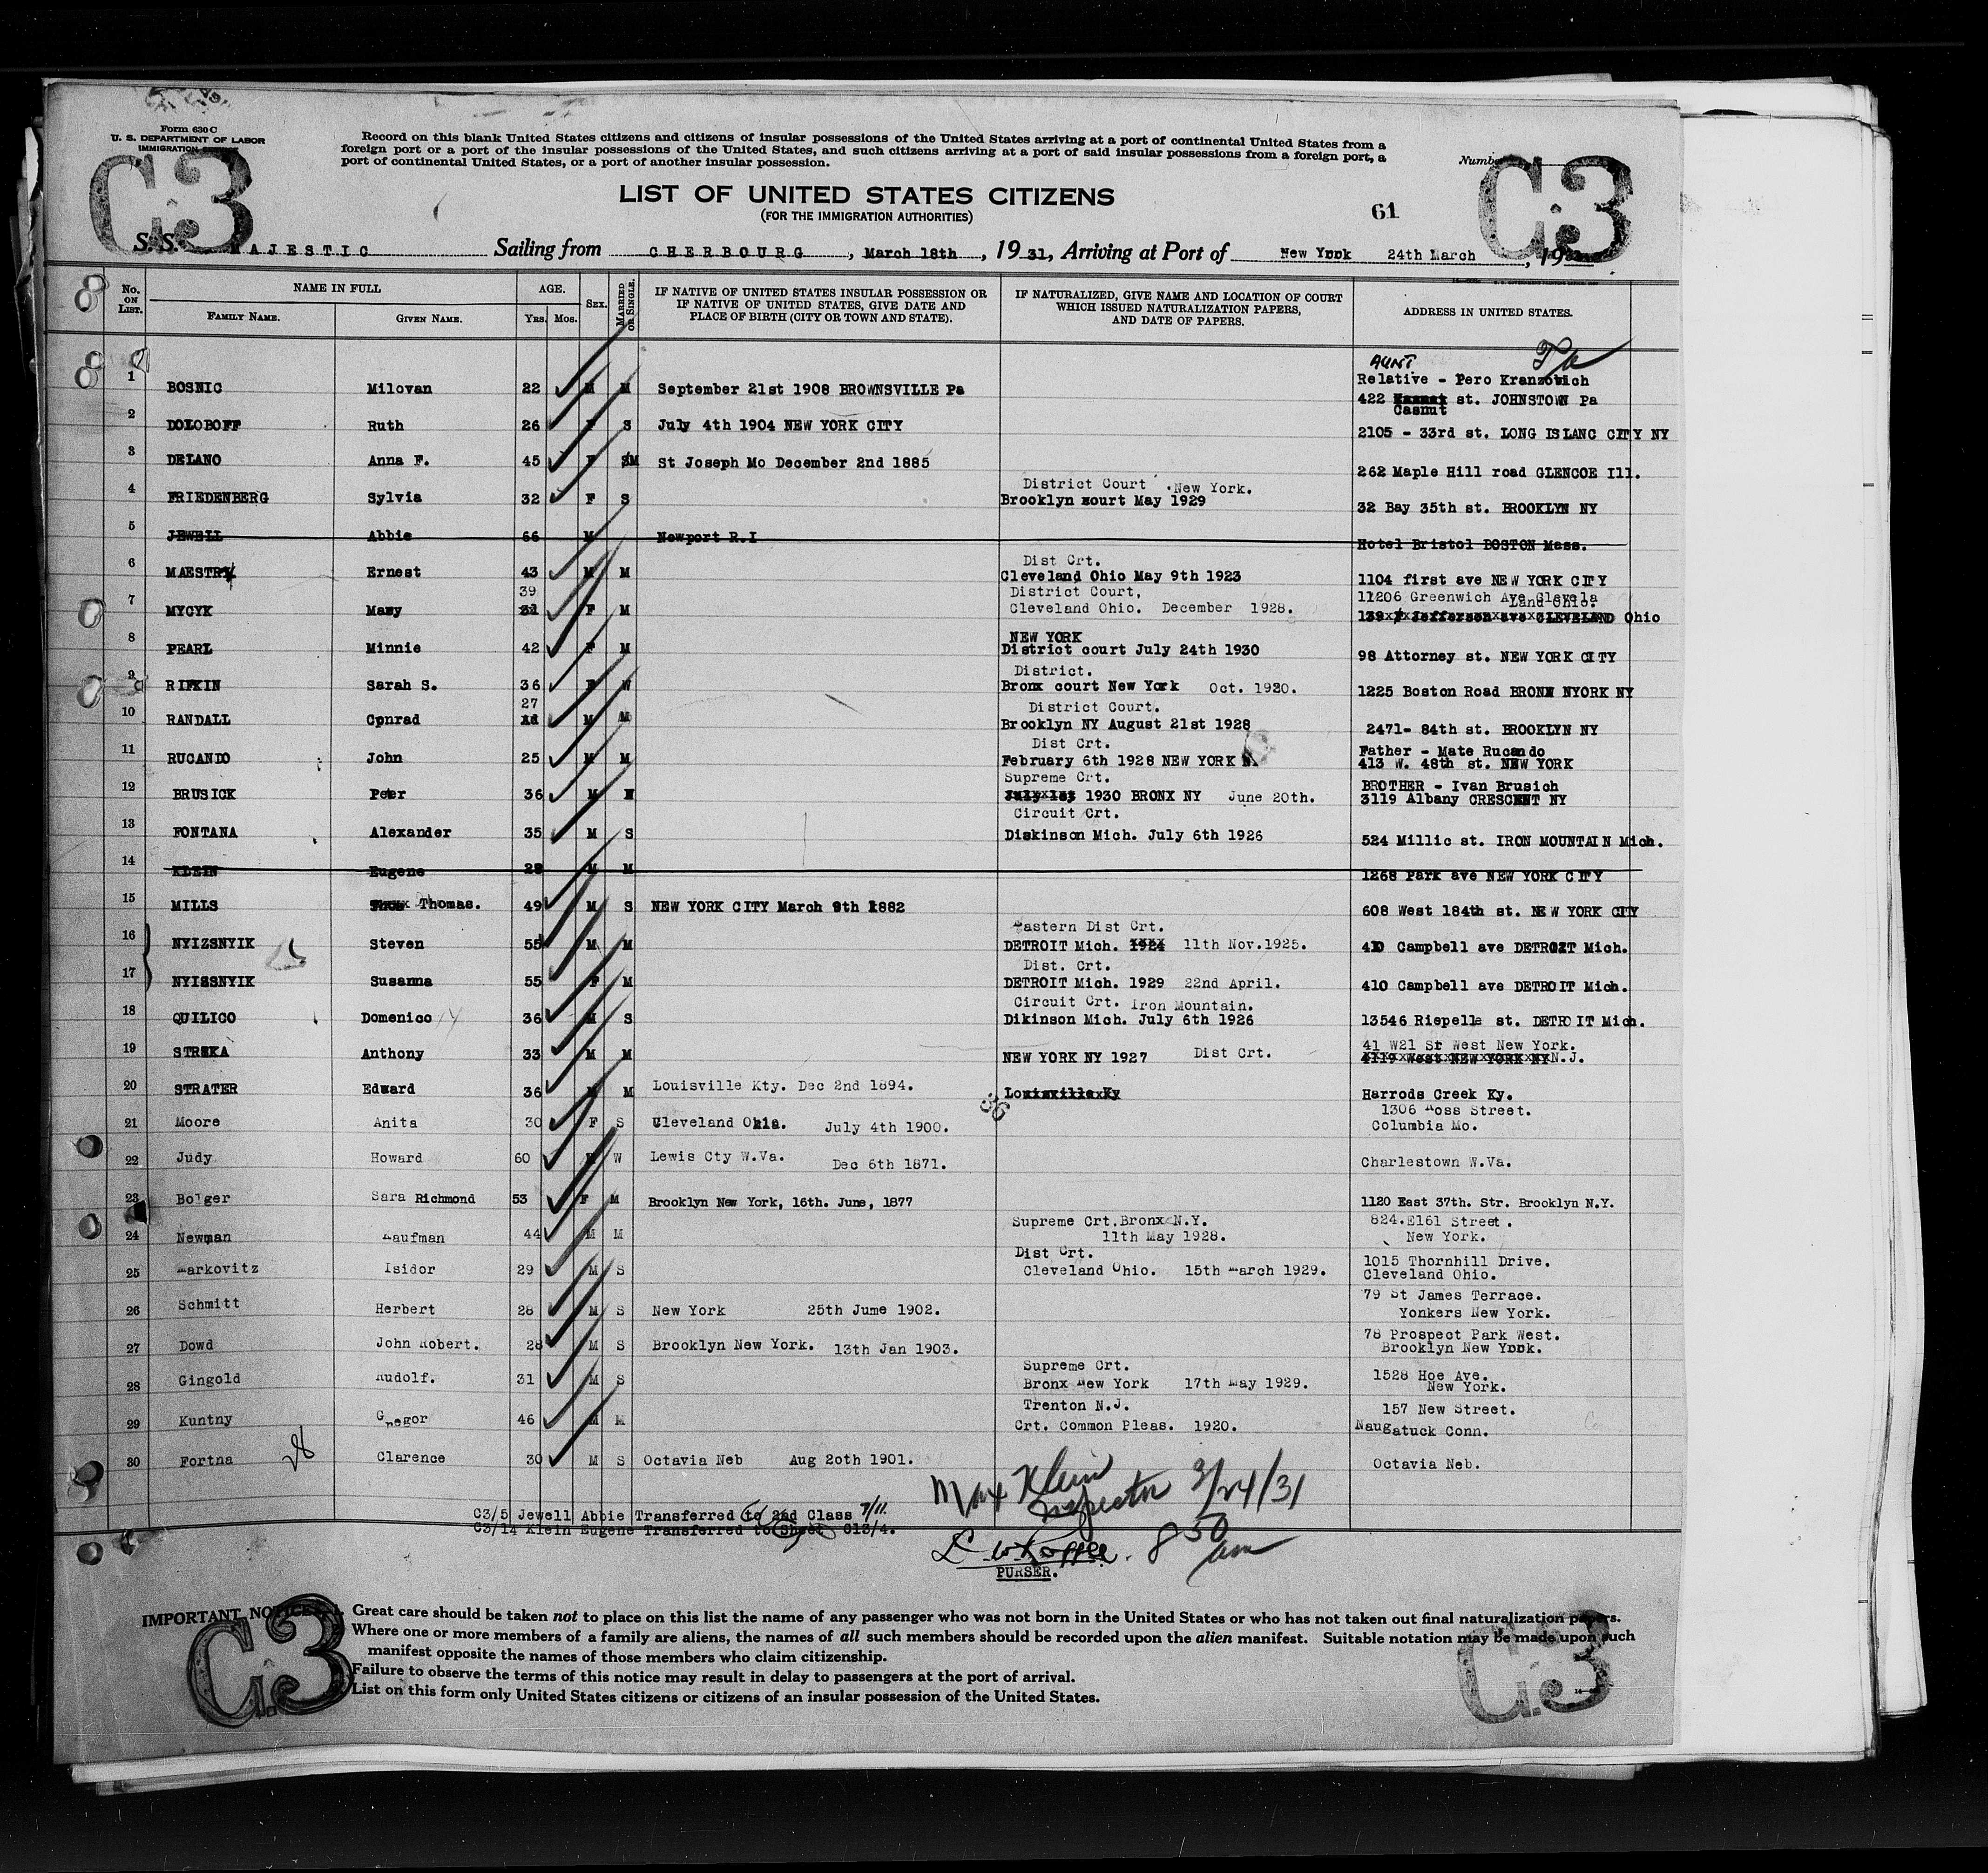 Form 630 C
U. S. DEPARTMENT OF LABOR
IMMIGRATION
C3
Record on this blank United States citizens and citizens of insular possessions of the United States arriving at a port of continental United States from a
foreign port or a port of the insular possessions of the United States, and such citizens arriving at a port of said insular possessions from a foreign port, a
port of continental United States, or a port of another insular possession.
C3
LIST OF UNITED STATES CITIZENS
(FOR THE IMMIGRATION AUTHORITIES)
61
S. S. MAJESTIC Sailing from CHERBOURG, March 18th, 19 31, Arriving at Port of New Yonk 24th March, 19
No. ON LIST. NAME IN FULL FAMILY NAME. GIVEN NAME. AGE. YRS. MOS. SEX. MARRIED OR SINGLE. IF NATIVE OF UNITED STATES INSULAR POSSESSION OR IF NATIVE OF UNITED STATES, GIVE DATE AND PLACE OF BIRTH (CITY OR TOWN AND STATE). IF NATURALIZED, GIVE NAME AND LOCATION OF COURT WHICH ISSUED NATURALIZATION PAPERS, AND DATE OF PAPERS. ADDRESS IN UNITED STATES.
AUNT
1 BOSNIC Milovan 22 M M September 21st 1908 BROWNSVILLE Pa Relative - Pero Kranzovich
422 Casnut st. JOHNSTOWN Pa
2 DOLOBOFF Ruth 26 F S July 4th 1904 NEW YORK CITY 2105 - 33rd st. LONG ISLANC CITY NY
3 DELANO Anna F. 45 F M St Joseph Mo December 2nd 1885 262 Maple Hill road GLENCOE Ill.
4 FRIEDENBERG Sylvia 32 F S District Court New York.
Brooklyn court May 1929 32 Bay 35th st. BROOKLYN NY
5 JEWELL Abbie 66 M Newport R.I Hotel Bristol BOSTON Mass.
6 MAESTRY Ernest 43 M M Dist Crt.
Cleveland Ohio May 9th 1923 1104 first ave NEW YORK CITY
7 MYCYK Mary 39 F M District Court,
Cleveland Ohio. December 1928. 11206 Greenwich Ave Clevela
Land Ohio.
139 Jefferson ave CLEVELAND Ohio
8 PEARL Minnie 42 F M NEW YORK
District court July 24th 1930 98 Attorney st. NEW YORK CITY
9 RIFKIN Sarah S. 36 F W District.
Bronx court New York Oct. 1920. 1225 Boston Road BRONX NYORK NY
10 RANDALL Conrad 27 M M District Court.
Brooklyn NY August 21st 1928 2471- 84th st. BROOKLYN NY
11 RUCANDO John 25 M M Dist Crt.
February 6th 1928 NEW YORK Father - Mate Rucando
413 W. 48th st. NEW YORK
12 BRUSICK Peter 36 M M Supreme Crt.
1930 BRONX NY June 20th. BROTHER - Ivan Brusich
3119 Albany CRESCENT NY
13 FONTANA Alexander 35 M S Circuit Crt.
Diskinson Mich. July 6th 1926 524 Millic st. IRON MOUNTAIN Mich.
14 KLEIN Eugene 28 M M 1268 Park ave NEW YORK CITY
15 MILLS Thomas. 49 M S NEW YORK CITY March 9th 1882 608 West 184th st. NEW YORK CITY
16 NYIZSNYIK Steven 55 M M Eastern Dist Crt.
DETROIT Mich. 1924 11th Nov.1925. 410 Campbell ave DETROIT Mich.
17 NYIZSNYIK Susanna 55 F M Dist. Crt.
DETROIT Mich. 1929 22nd April. 410 Campbell ave DETROIT Mich.
18 QUILICO Domenico 36 M S Circuit Crt. Iron Mountain.
Dikinson Mich. July 6th 1926 13546 Riepelle st. DETROIT Mich.
19 STREKA Anthony 33 M M NEW YORK NY 1927 Dist Crt. 41 W21 St West New York.
4119 West NEW YORK NY N.J.
20 STRATER Edward 36 M M Louisville Kty. Dec 2nd 1894. Louisville Ky Harrods Creek Ky.
36
21 Moore Anita 30 F S Cleveland Ohio. July 4th 1900. 1306 Ross Street.
Columbia Mo.
22 Judy Howard 60 M W Lewis Cty W.Va. Dec 6th 1871. Charlestown W.Va.
23 Bolger Sara Richmond 53 F M Brooklyn New York, 16th. June, 1877 1120 East 37th. Str. Brooklyn N.Y.
24 Newman Kaufman 44 M M Supreme Crt. Bronx N.Y.
11th May 1928. 824.E161 Street.
New York.
25 Markovitz Isidor 29 M S Dist Crt.
Cleveland Ohio. 15th March 1929. 1015 Thornhill Drive.
Cleveland Ohio.
26 Schmitt Herbert 28 M S New York 25th Jume 1902. 79 St James Terrace.
Yonkers New York.
27 Dowd John Robert. 28 M S Brooklyn New York. 13th Jan 1903. 78 Prospect Park West.
Brooklyn New Yonk.
28 Gingold Rudolf. 31 M S Supreme Crt.
Bronx New York 17th May 1929. 1528 Hoe Ave.
New York.
29 Kuntny Gregor 46 M M Trenton N.J.
Crt. Common Pleas. 1920. 157 New Street.
Naugatuck Conn.
30 Fortna Clarence 30 M S Octavia Neb Aug 20th 1901. Octavia Neb.
Max Klein
Inspector 3/24/31
C3/5 Jewell Abbie Transferred to 2nd Class 7/11.
C3/14 Klein Eugene Transferred to Sheet C13/4.
8 50 am
PURSER.
IMPORTANT NOTICE
Great care should be taken not to place on this list the name of any passenger who was not born in the United States or who has not taken out final naturalization papers.
Where one or more members of a family are aliens, the names of all such members should be recorded upon the alien manifest. Suitable notation may be made upon such
manifest opposite the names of those members who claim citizenship.
Failure to observe the terms of this notice may result in delay to passengers at the port of arrival.
List on this form only United States citizens or citizens of an insular possession of the United States.
C3
C3